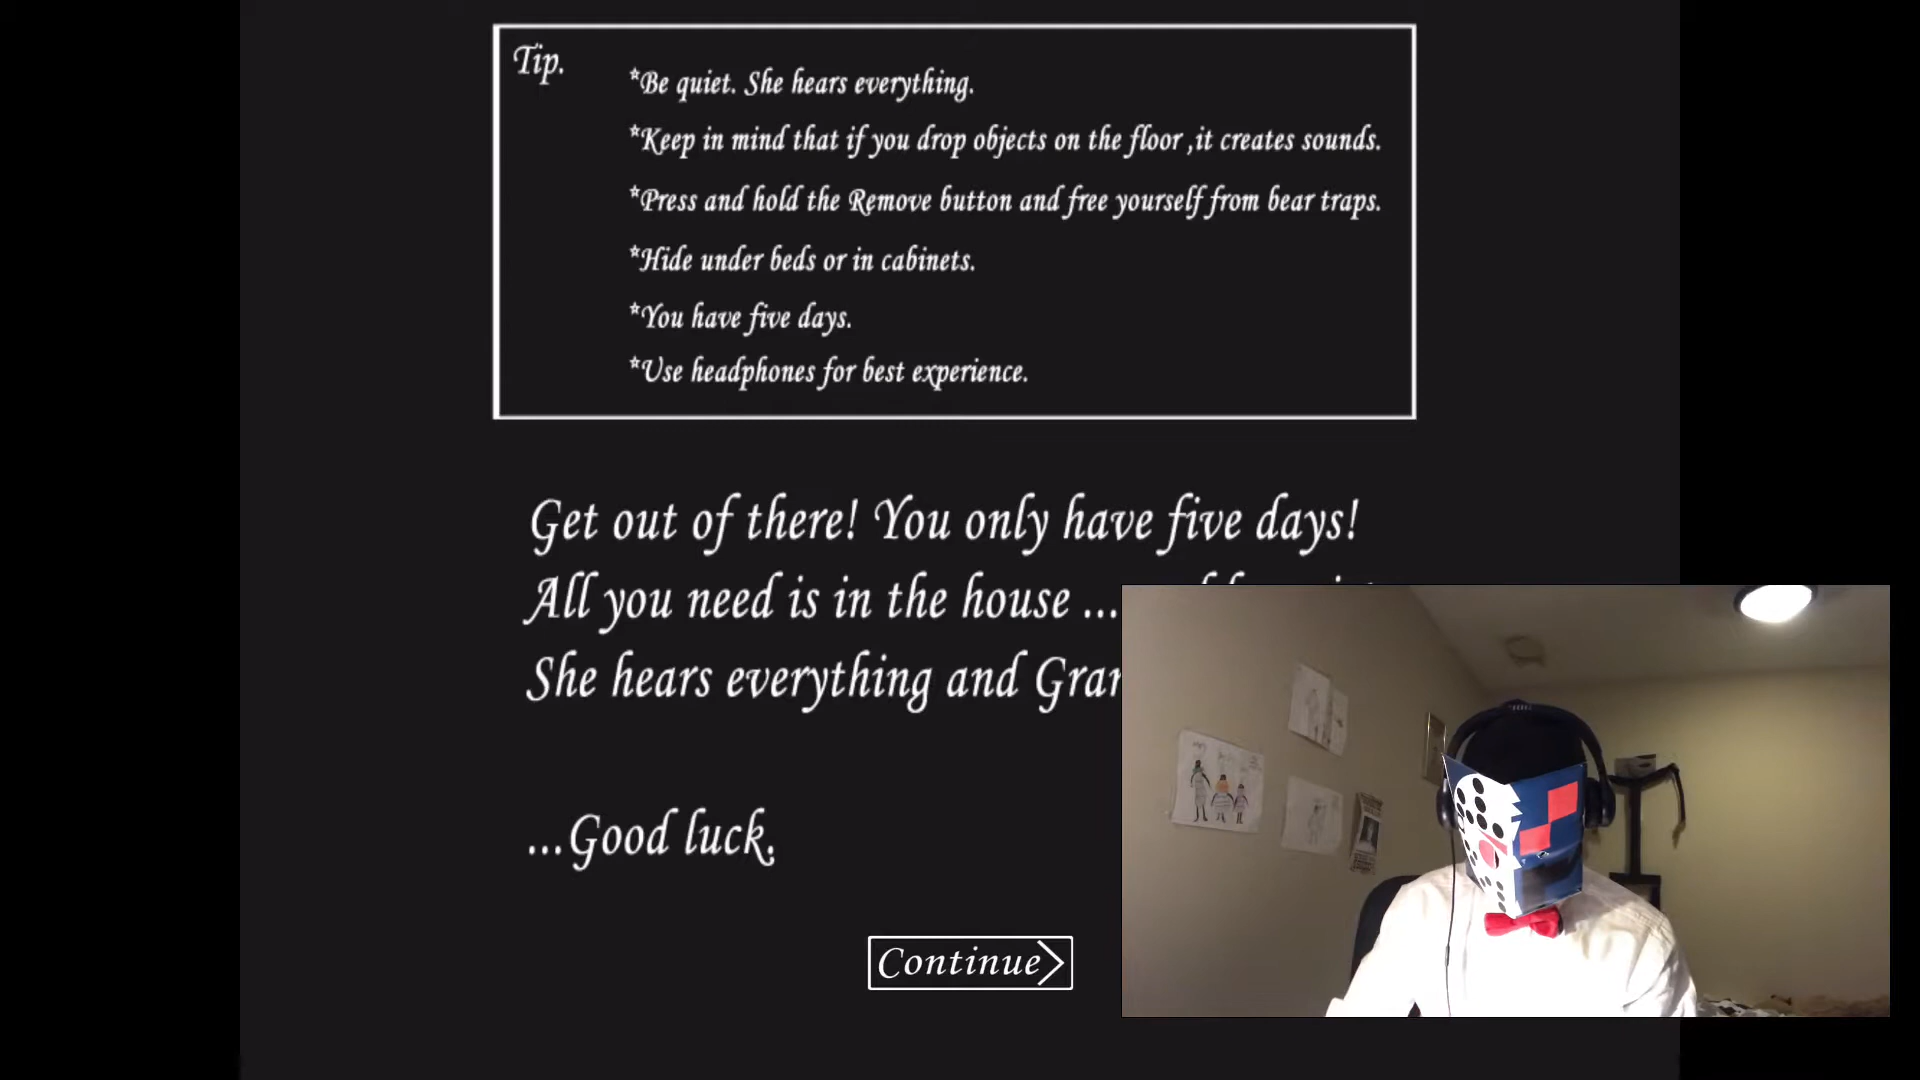 Tip.
*Be quiet. She hears everything.
*Keep in mind that if you drop objects on the floor ,it creates sounds.
*Press and hold the Remove button and free yourself from bear traps.
*Hide under beds or in cabinets.
*You have five days.
*Use headphones for best experience.
Get out of there! You only have five days!
All you need is in the house ...
She hears everything and
...Good luck.
Continue>